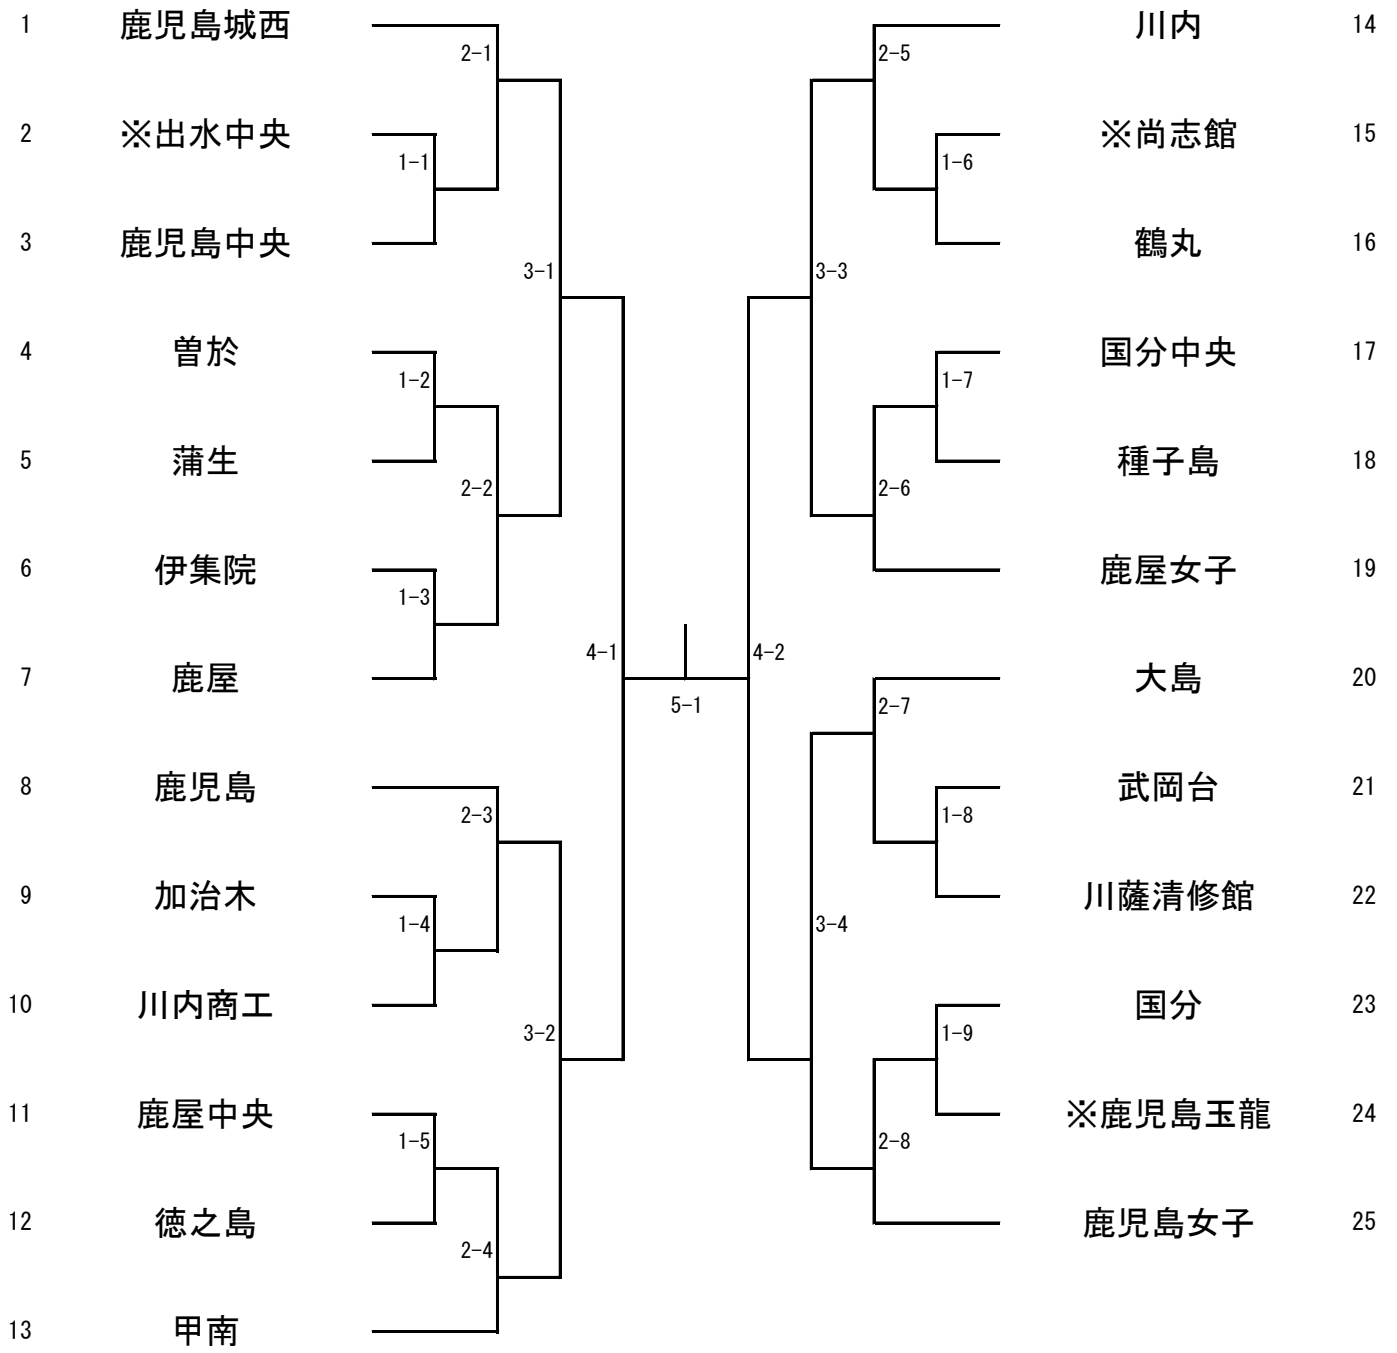 1 鹿児島城西
2-1
2 ※出水中央
1-1
3 鹿児島中央
3-1
4 曽於
1-2
5 蒲生
2-2
6 伊集院
1-3
7 鹿屋
4-1
8 鹿児島
2-3
9 加治木
1-4
10 川内商工
3-2
11 鹿屋中央
1-5
12 徳之島
2-4
13 甲南
5-1
川内 14
2-5
※尚志館 15
1-6
鶴丸 16
3-3
国分中央 17
1-7
種子島 18
2-6
鹿屋女子 19
4-2
大島 20
2-7
武岡台 21
1-8
川薩清修館 22
3-4
国分 23
1-9
※鹿児島玉龍 24
2-8
鹿児島女子 25